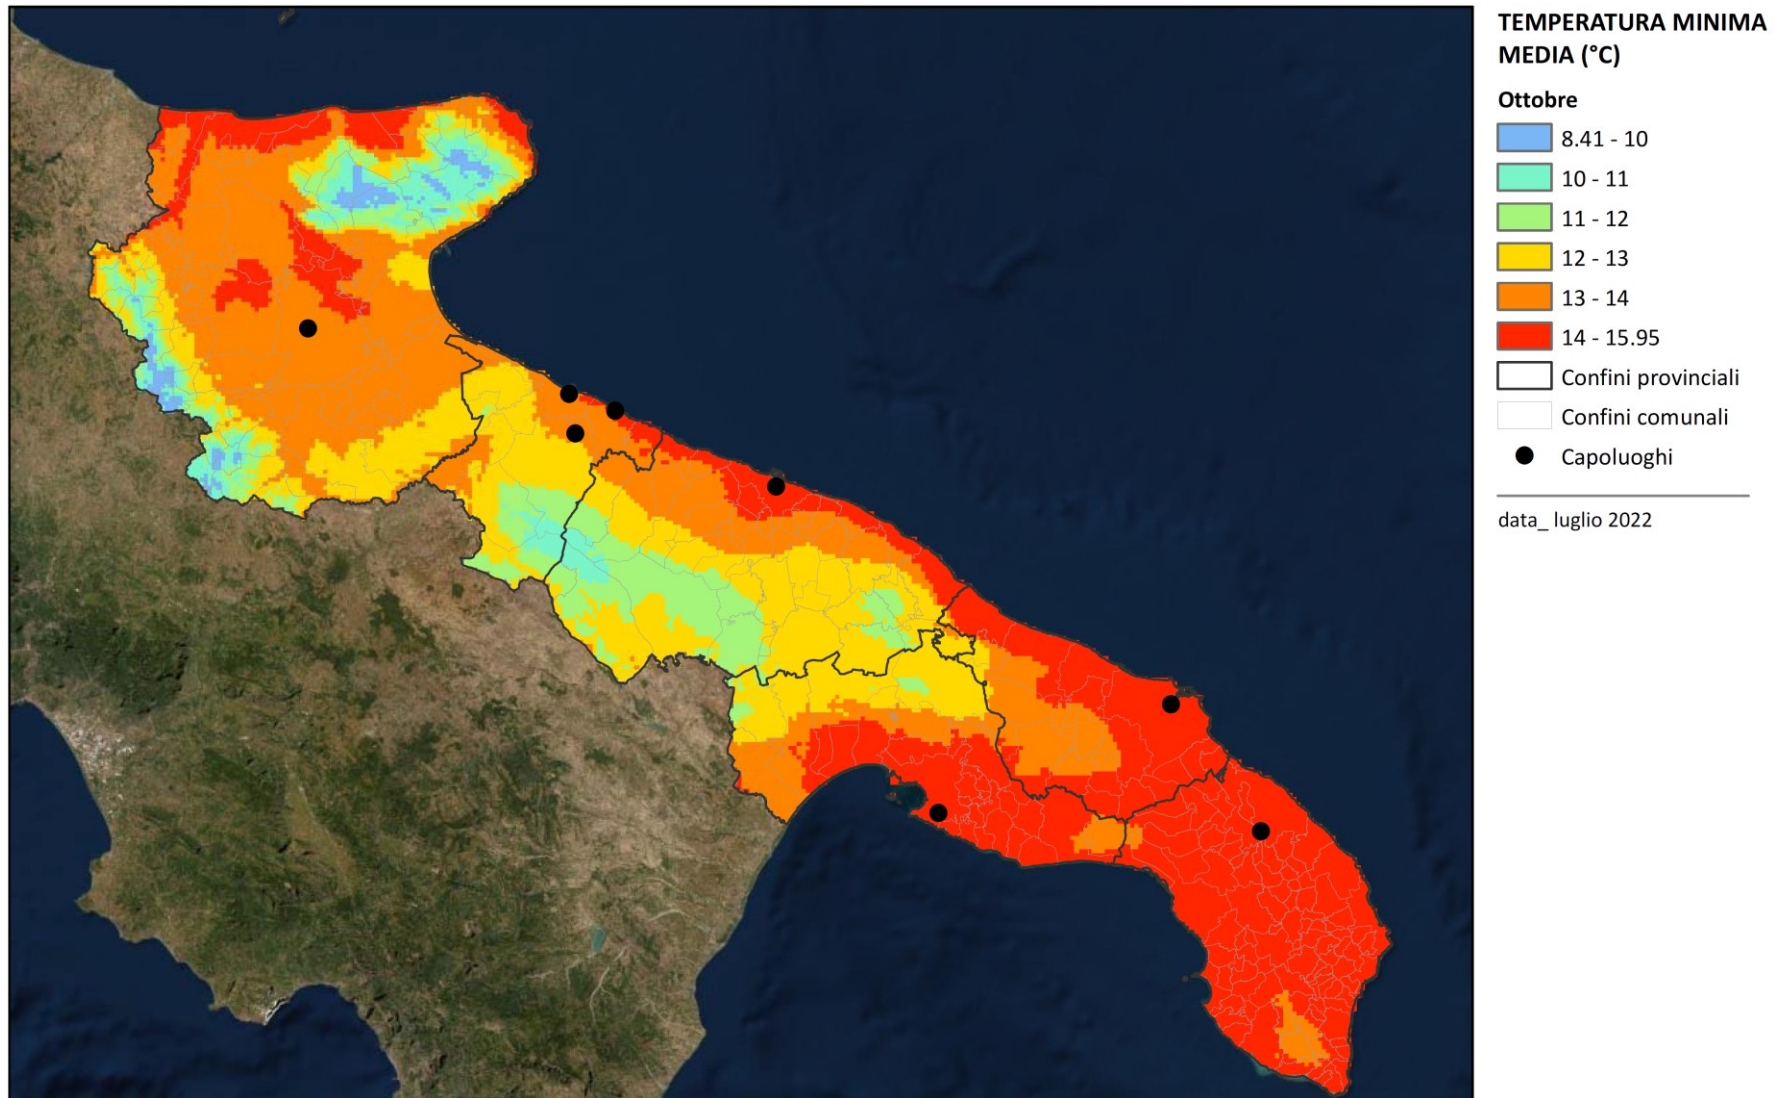 TEMPERATURA MINIMA
MEDIA (°C)
Ottobre
8.41 - 10
10 - 11
11 - 12
12 - 13
13 - 14
14 - 15.95
Confini provinciali
Confini comunali
Capoluoghi
data_ luglio 2022